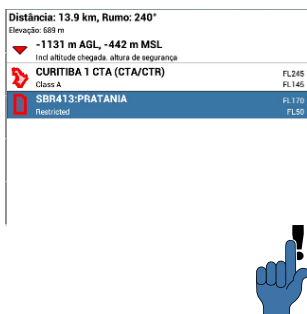 Distância: 13.9 km, Rumo: 240°
Elevação: 689 m
-1131 m AGL, -442 m MSL
Incl altitude chegada. altura de segurança
CURITIBA 1 CTA (CTA/CTR) FL245
Class A FL145
SBR413:PRATANIA FL170
Restricted FL50